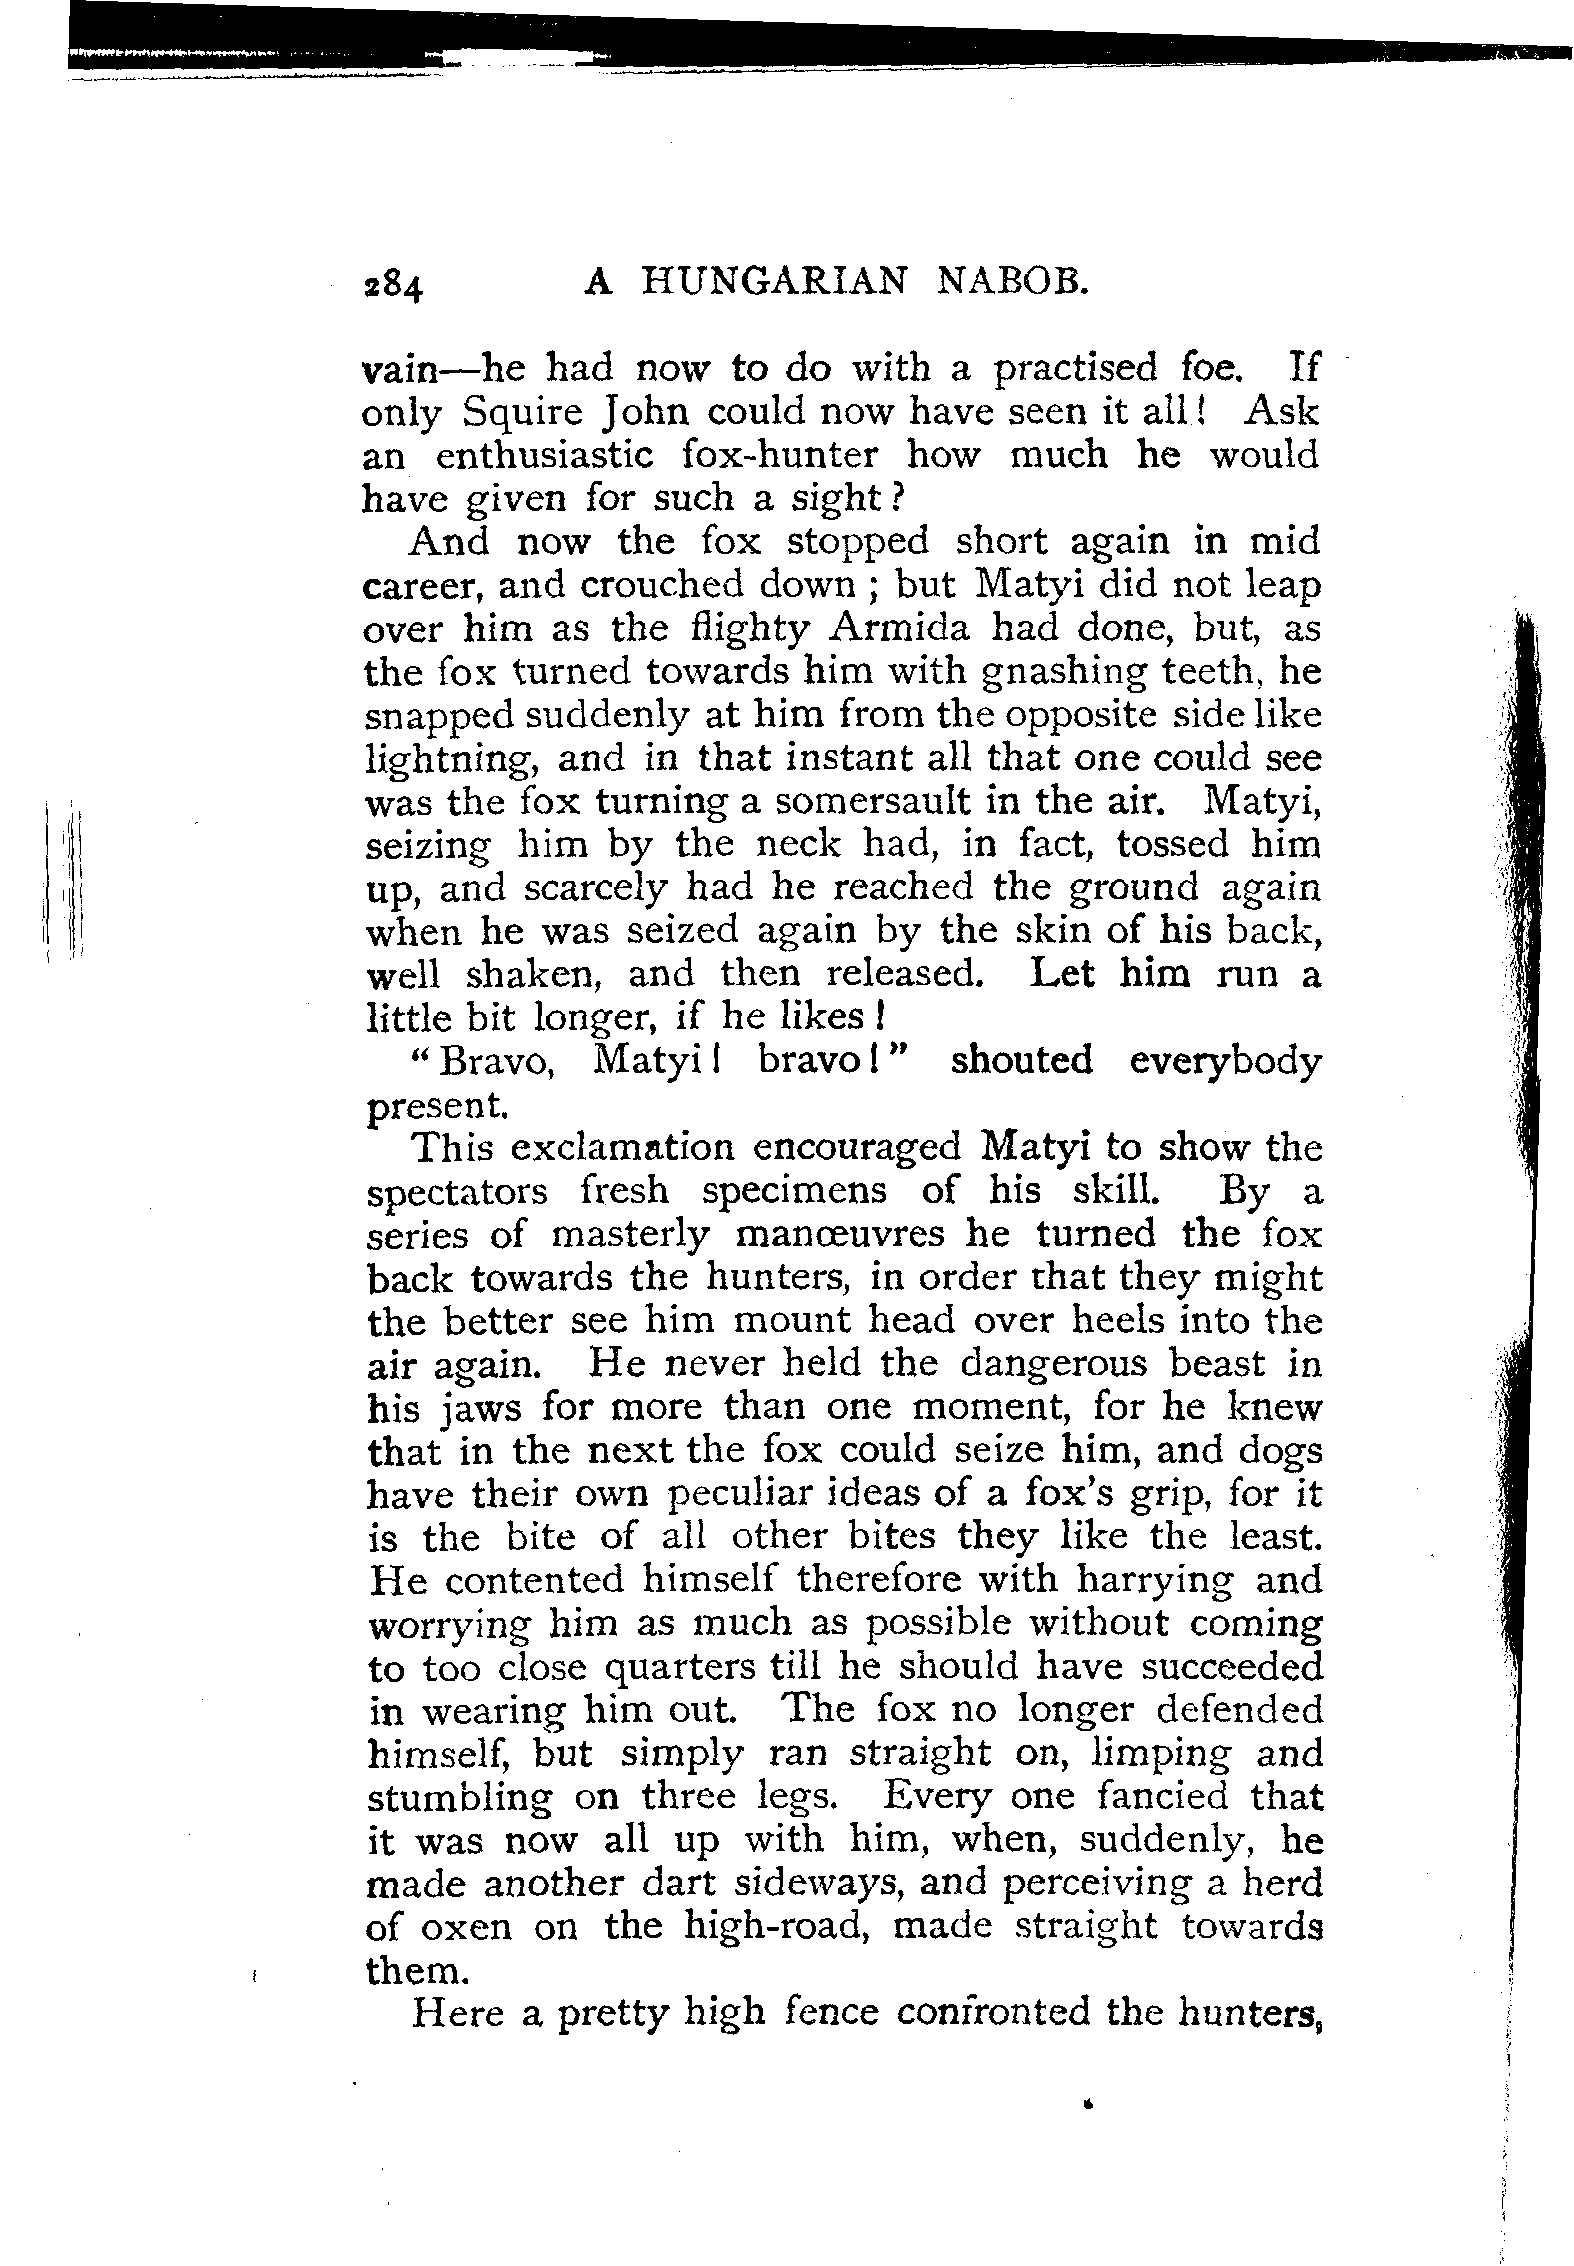 284 A HUNGARIAN NABOB.
vain—he had now to do with a practised foe. If
only Squire John could now have seen it all! Ask
an enthusiastic fox-hunter how much he would
have given for such a sight?
And now the fox stopped short again in mid
career, and crouched down; but Matyi did not leap
over him as the flighty Armida had done, but, as
the fox turned towards him with gnashing teeth, he
snapped suddenly at him from the opposite side like
lightning, and in that instant all that one could see
was the fox turning a somersault in the air. Matyi,
seizing him by the neck had, in fact, tossed him
up, and scarcely had he reached the ground again
when he was seized again by the skin of his back,
well shaken, and then released. Let him run a
little bit longer, if he likes!
"Bravo, Matyi! bravo!" shouted everybody
present.
This exclamation encouraged Matyi to show the
spectators fresh specimens of his skill. By a
series of masterly manœuvres he turned the fox
back towards the hunters, in order that they might
the better see him mount head over heels into the
air again. He never held the dangerous beast in
his jaws for more than one moment, for he knew
that in the next the fox could seize him, and dogs
have their own peculiar ideas of a fox's grip, for it
is the bite of all other bites they like the least.
He contented himself therefore with harrying and
worrying him as much as possible without coming
to too close quarters till he should have succeeded
in wearing him out. The fox no longer defended
himself, but simply ran straight on, limping and
stumbling on three legs. Every one fancied that
it was now all up with him, when, suddenly, he
made another dart sideways, and perceiving a herd
of oxen on the high-road, made straight towards
them.
Here a pretty high fence confronted the hunters,